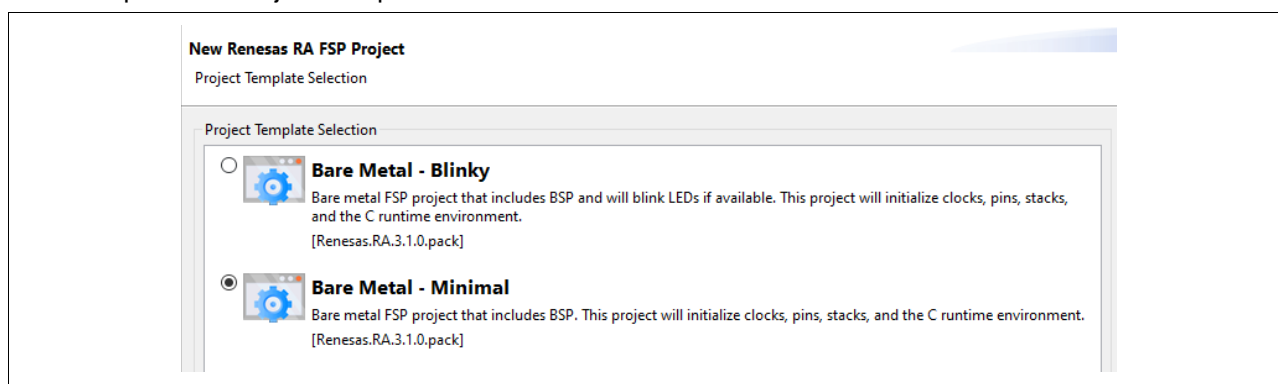 New Renesas RA FSP Project
Project Template Selection
Project Template Selection
Bare Metal - Blinky
Bare metal FSP project that includes BSP and will blink LEDs if available. This project will initialize clocks, pins, stacks,
and the C runtime environment.
[Renesas.RA.3.1.0.pack]
Bare Metal - Minimal
Bare metal FSP project that includes BSP. This project will initialize clocks, pins, stacks, and the C runtime environment.
[Renesas.RA.3.1.0.pack]